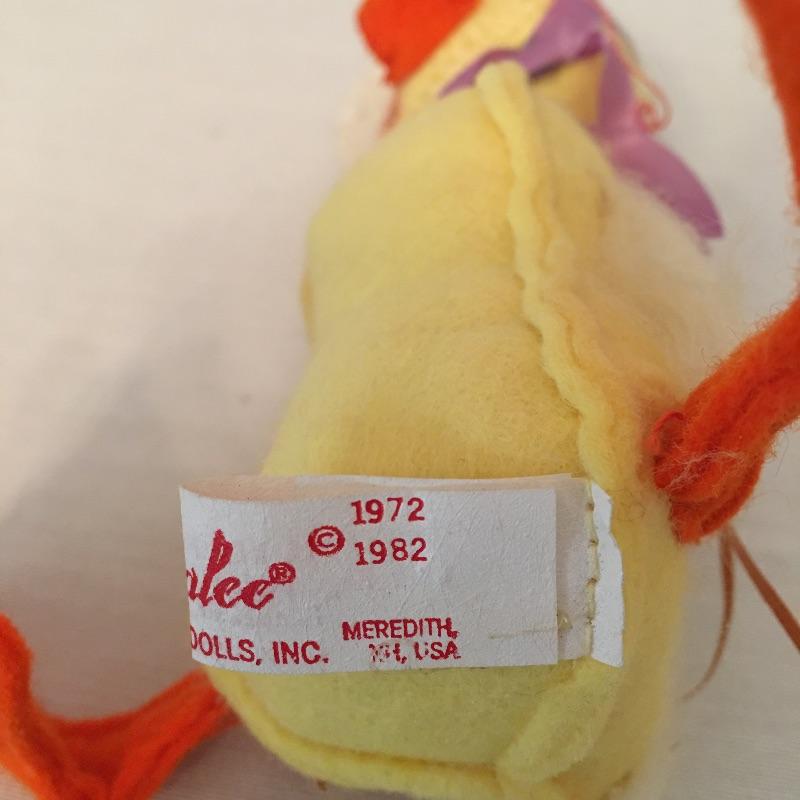 © 1972
1982
alee®
DOLLS, INC. MEREDITH,
NH, USA